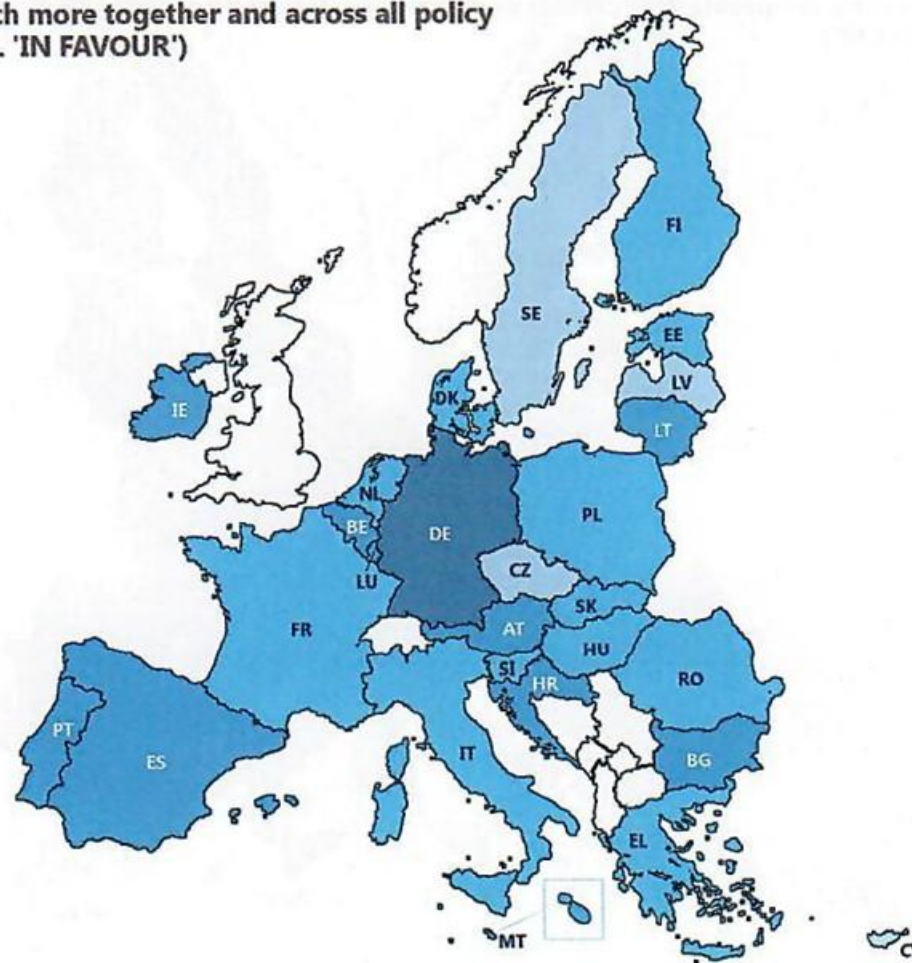 th more together and across all policy
. 'IN FAVOUR')
FI
SE
EE
LV
DK
IE
LT
NL
PL
BE
DE
CZ
LU
SK
FR
AT
HU
SI
HR
RO
PT
IT
ES
BG
EL
MT
C